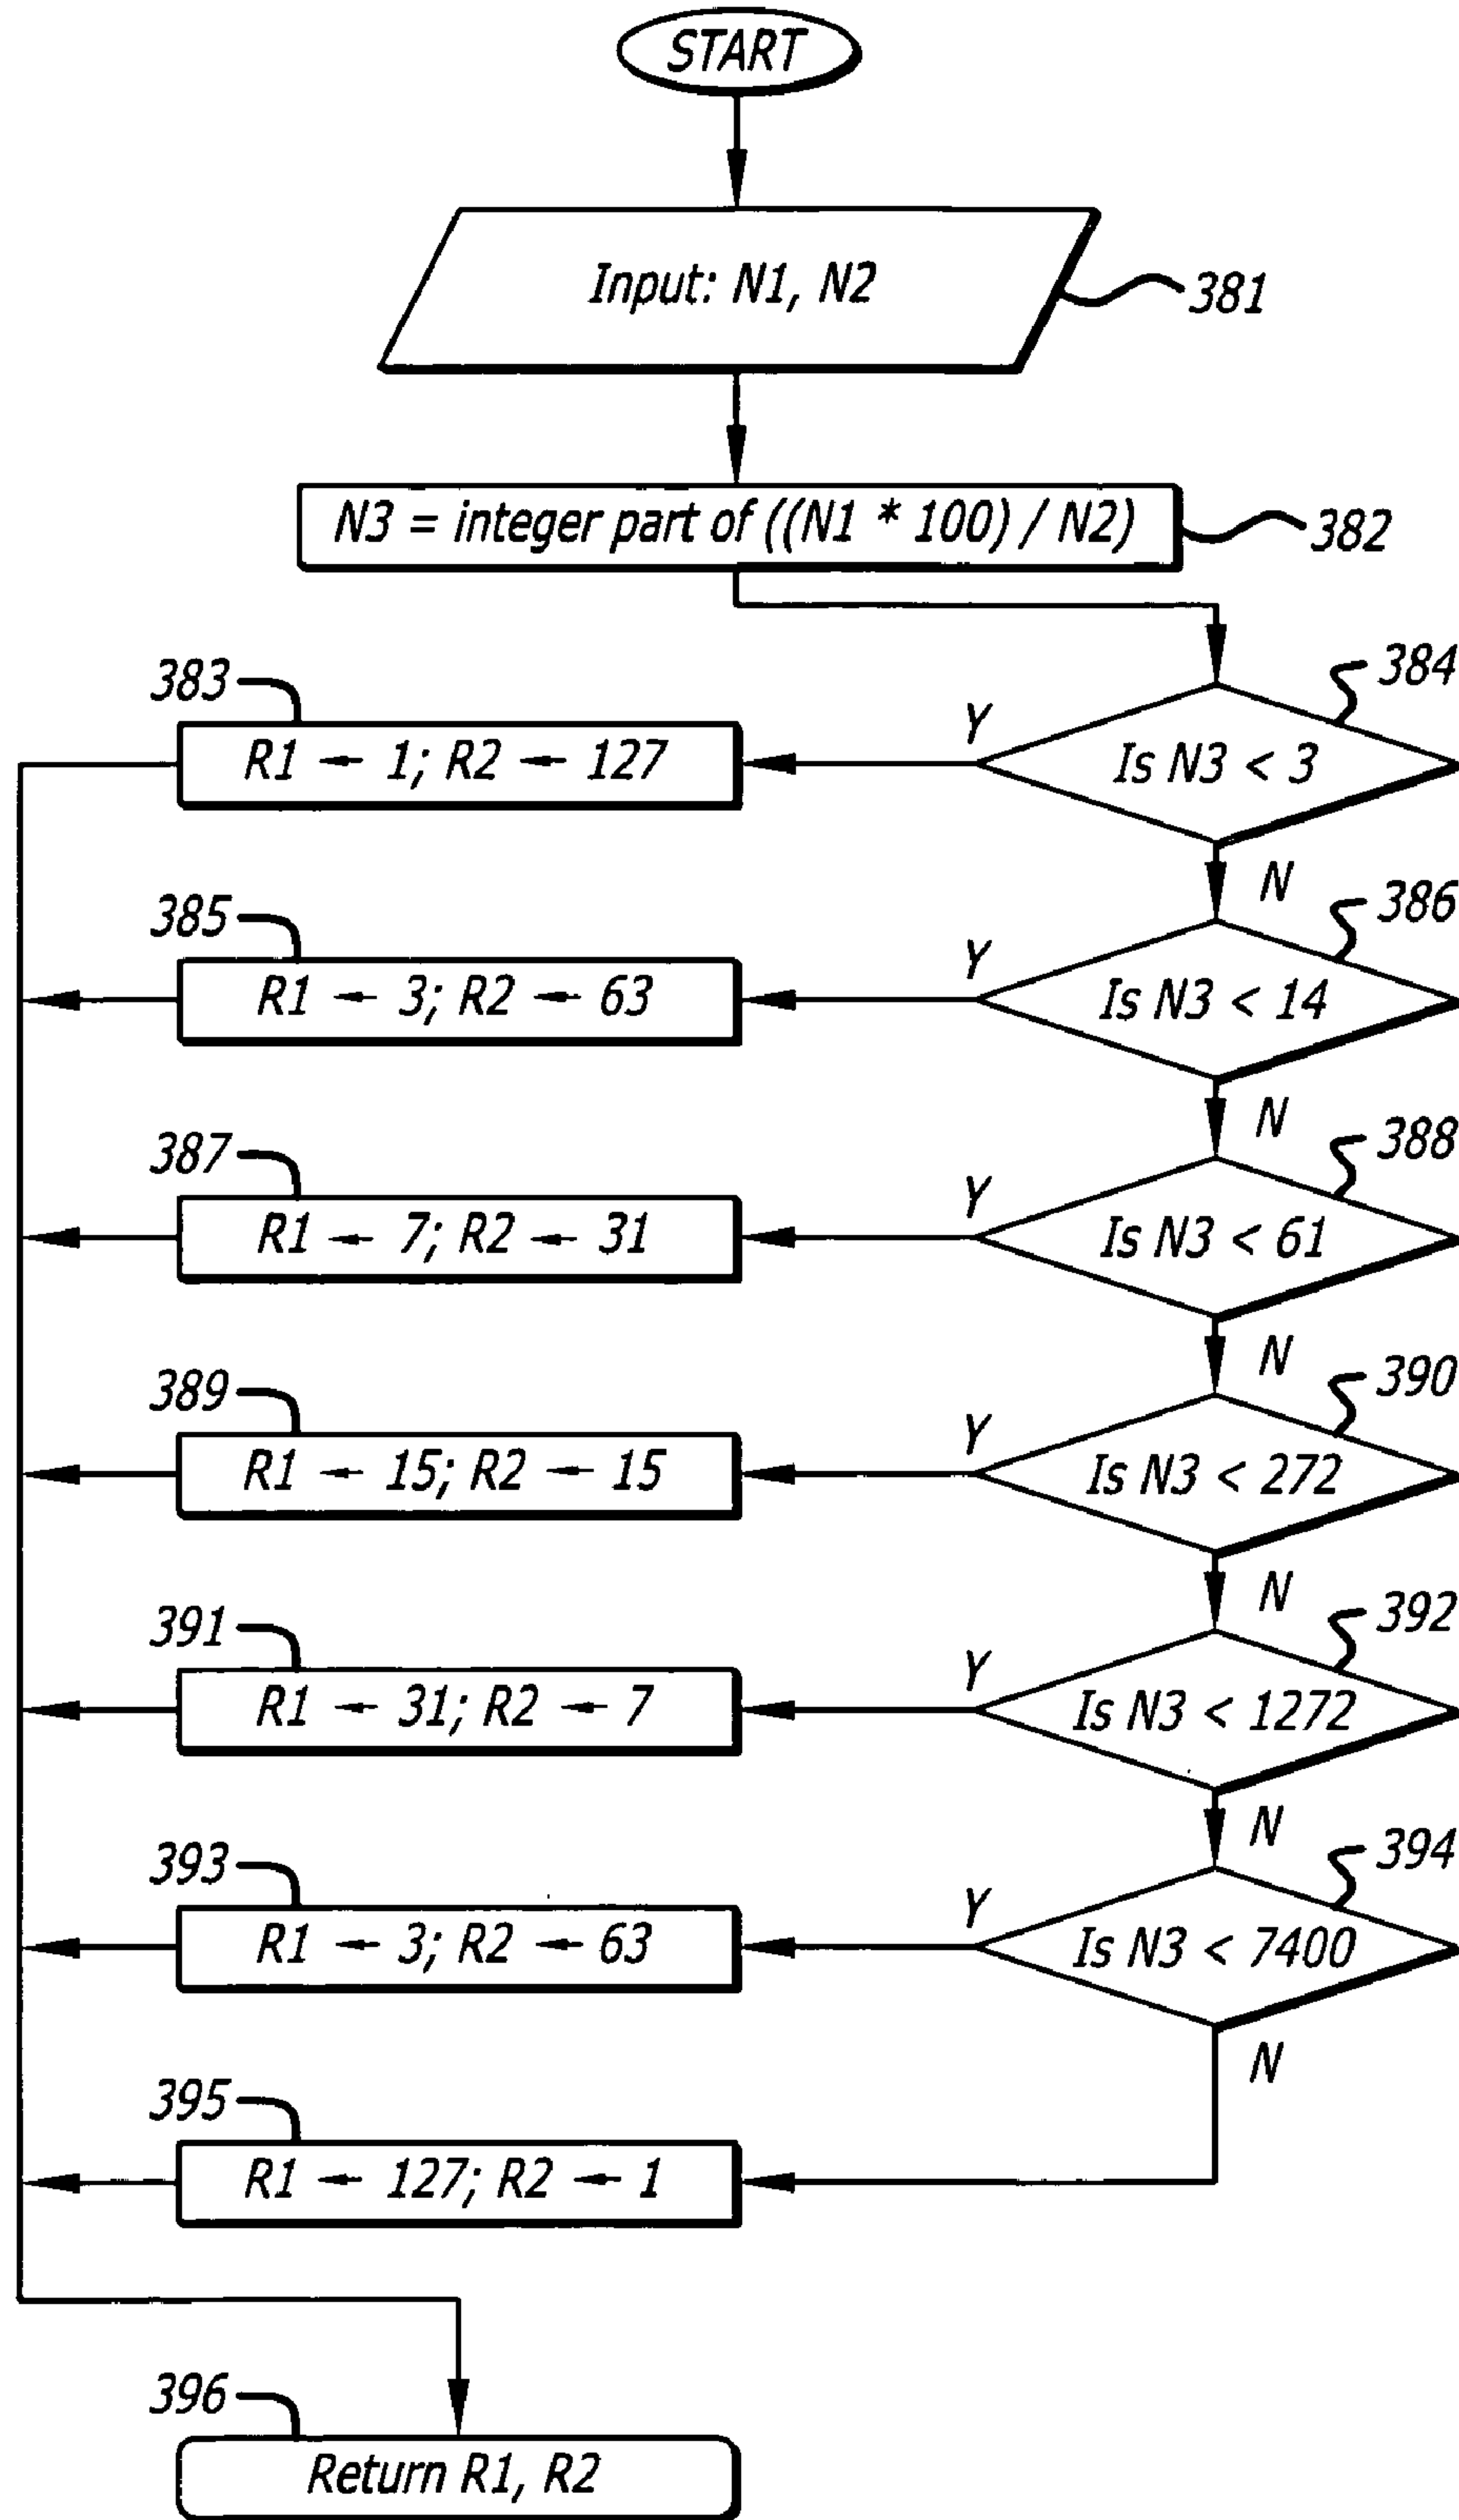 START
Input: N1, N2
381
N3 = integer part of ((N1 * 100) / N2)
382
383
R1 ← 1; R2 ← 127
Y
Is N3 < 3
384
N
385
R1 ← 3; R2 ← 63
Y
Is N3 < 14
386
N
387
R1 ← 7; R2 ← 31
Y
Is N3 < 61
388
N
389
R1 ← 15; R2 ← 15
Y
Is N3 < 272
390
N
391
R1 ← 31; R2 ← 7
Y
Is N3 < 1272
392
N
393
R1 ← 3; R2 ← 63
Y
Is N3 < 7400
394
N
395
R1 ← 127; R2 ← 1
396
Return R1, R2